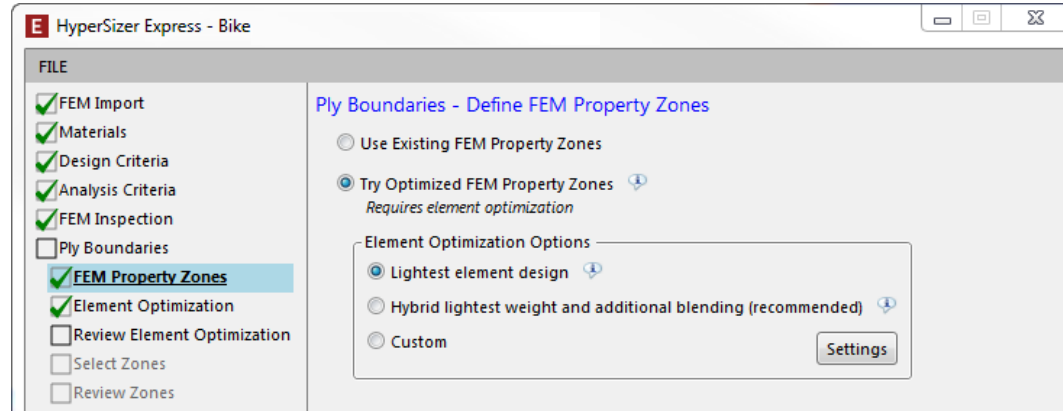 E HyperSizer Express - Bike
FILE
FEM Import
Materials
Design Criteria
Analysis Criteria
FEM Inspection
Ply Boundaries
FEM Property Zones
Element Optimization
Review Element Optimization
Select Zones
Review Zones
Ply Boundaries - Define FEM Property Zones
Use Existing FEM Property Zones
Try Optimized FEM Property Zones
Requires element optimization
Element Optimization Options
Lightest element design
Hybrid lightest weight and additional blending (recommended)
Custom
Settings